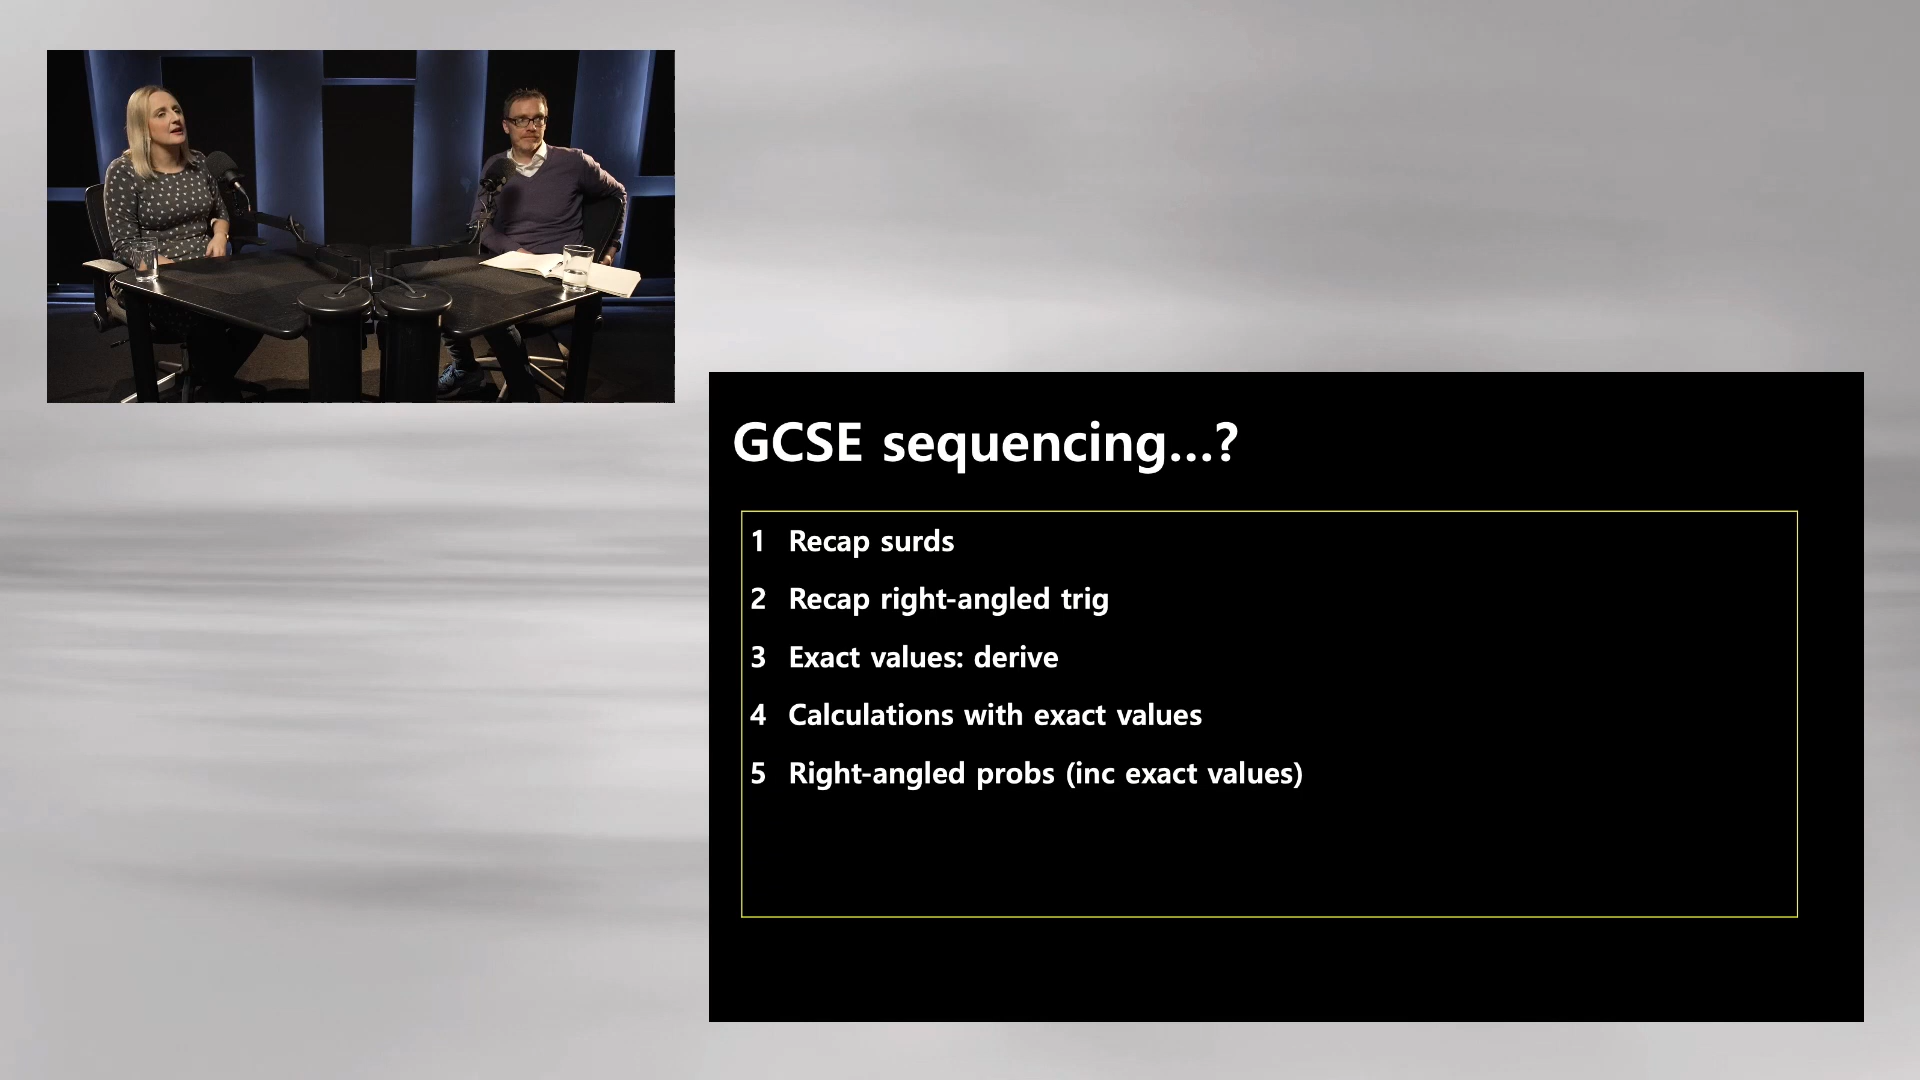 GCSE sequencing...?
1 Recap surds
2 Recap right-angled trig
3 Exact values: derive
4 Calculations with exact values
5 Right-angled probs (inc exact values)